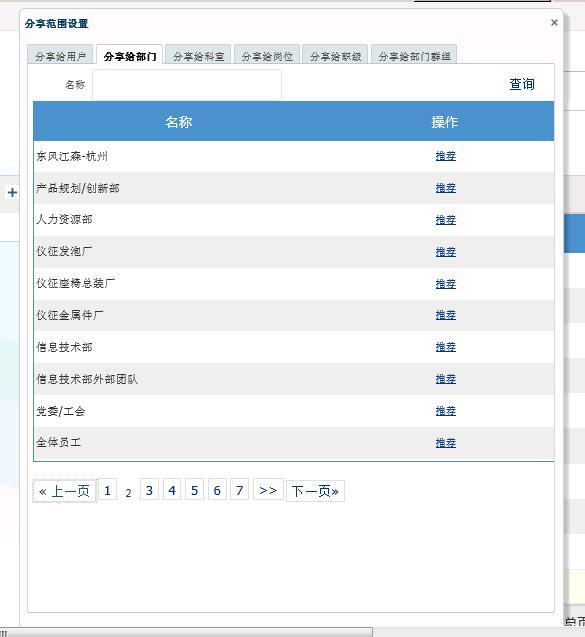 分享范围设置 ×
分享给用户 分享给部门 分享给科室 分享给岗位 分享给职级 分享给部门群组
名称 查询
名称 操作
东风江森-杭州 推荐
产品规划/创新部 推荐
人力资源部 推荐
仪征发泡厂 推荐
仪征座椅总装厂 推荐
仪征金属件厂 推荐
信息技术部 推荐
信息技术部外部团队 推荐
党委/工会 推荐
全体员工 推荐
« 上一页 1 2 3 4 5 6 7 >> 下一页»